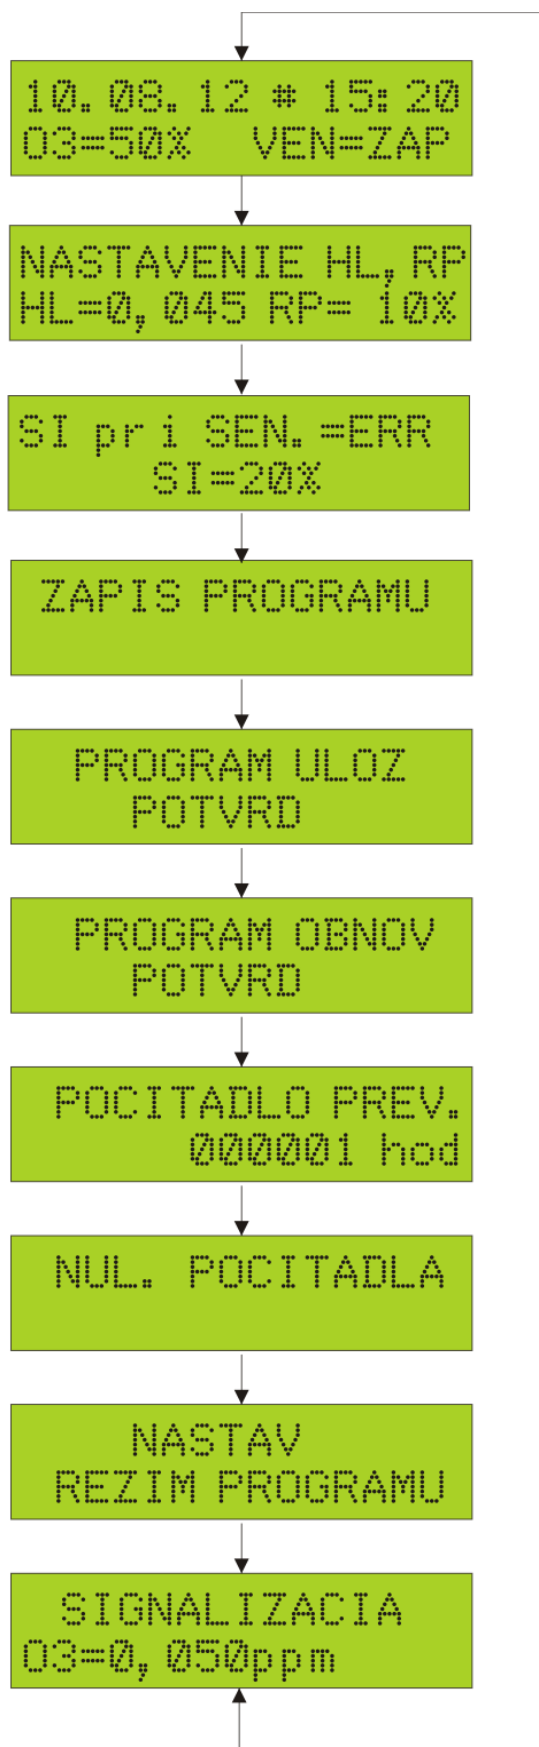 10.08.12 * 15:20
O3=50% VEN=ZAP
NASTAVENIE HL,RP
HL=0,045 RP= 10%
SI pri SEN.=ERR
SI=20%
ZAPIS PROGRAMU
PROGRAM ULOZ
POTVRD
PROGRAM OBNOV
POTVRD
POCITADLO PREV.
000001 hod
NUL. POCITADLA
NASTAV
REZIM PROGRAMU
SIGNALIZACIA
O3=0,050ppm